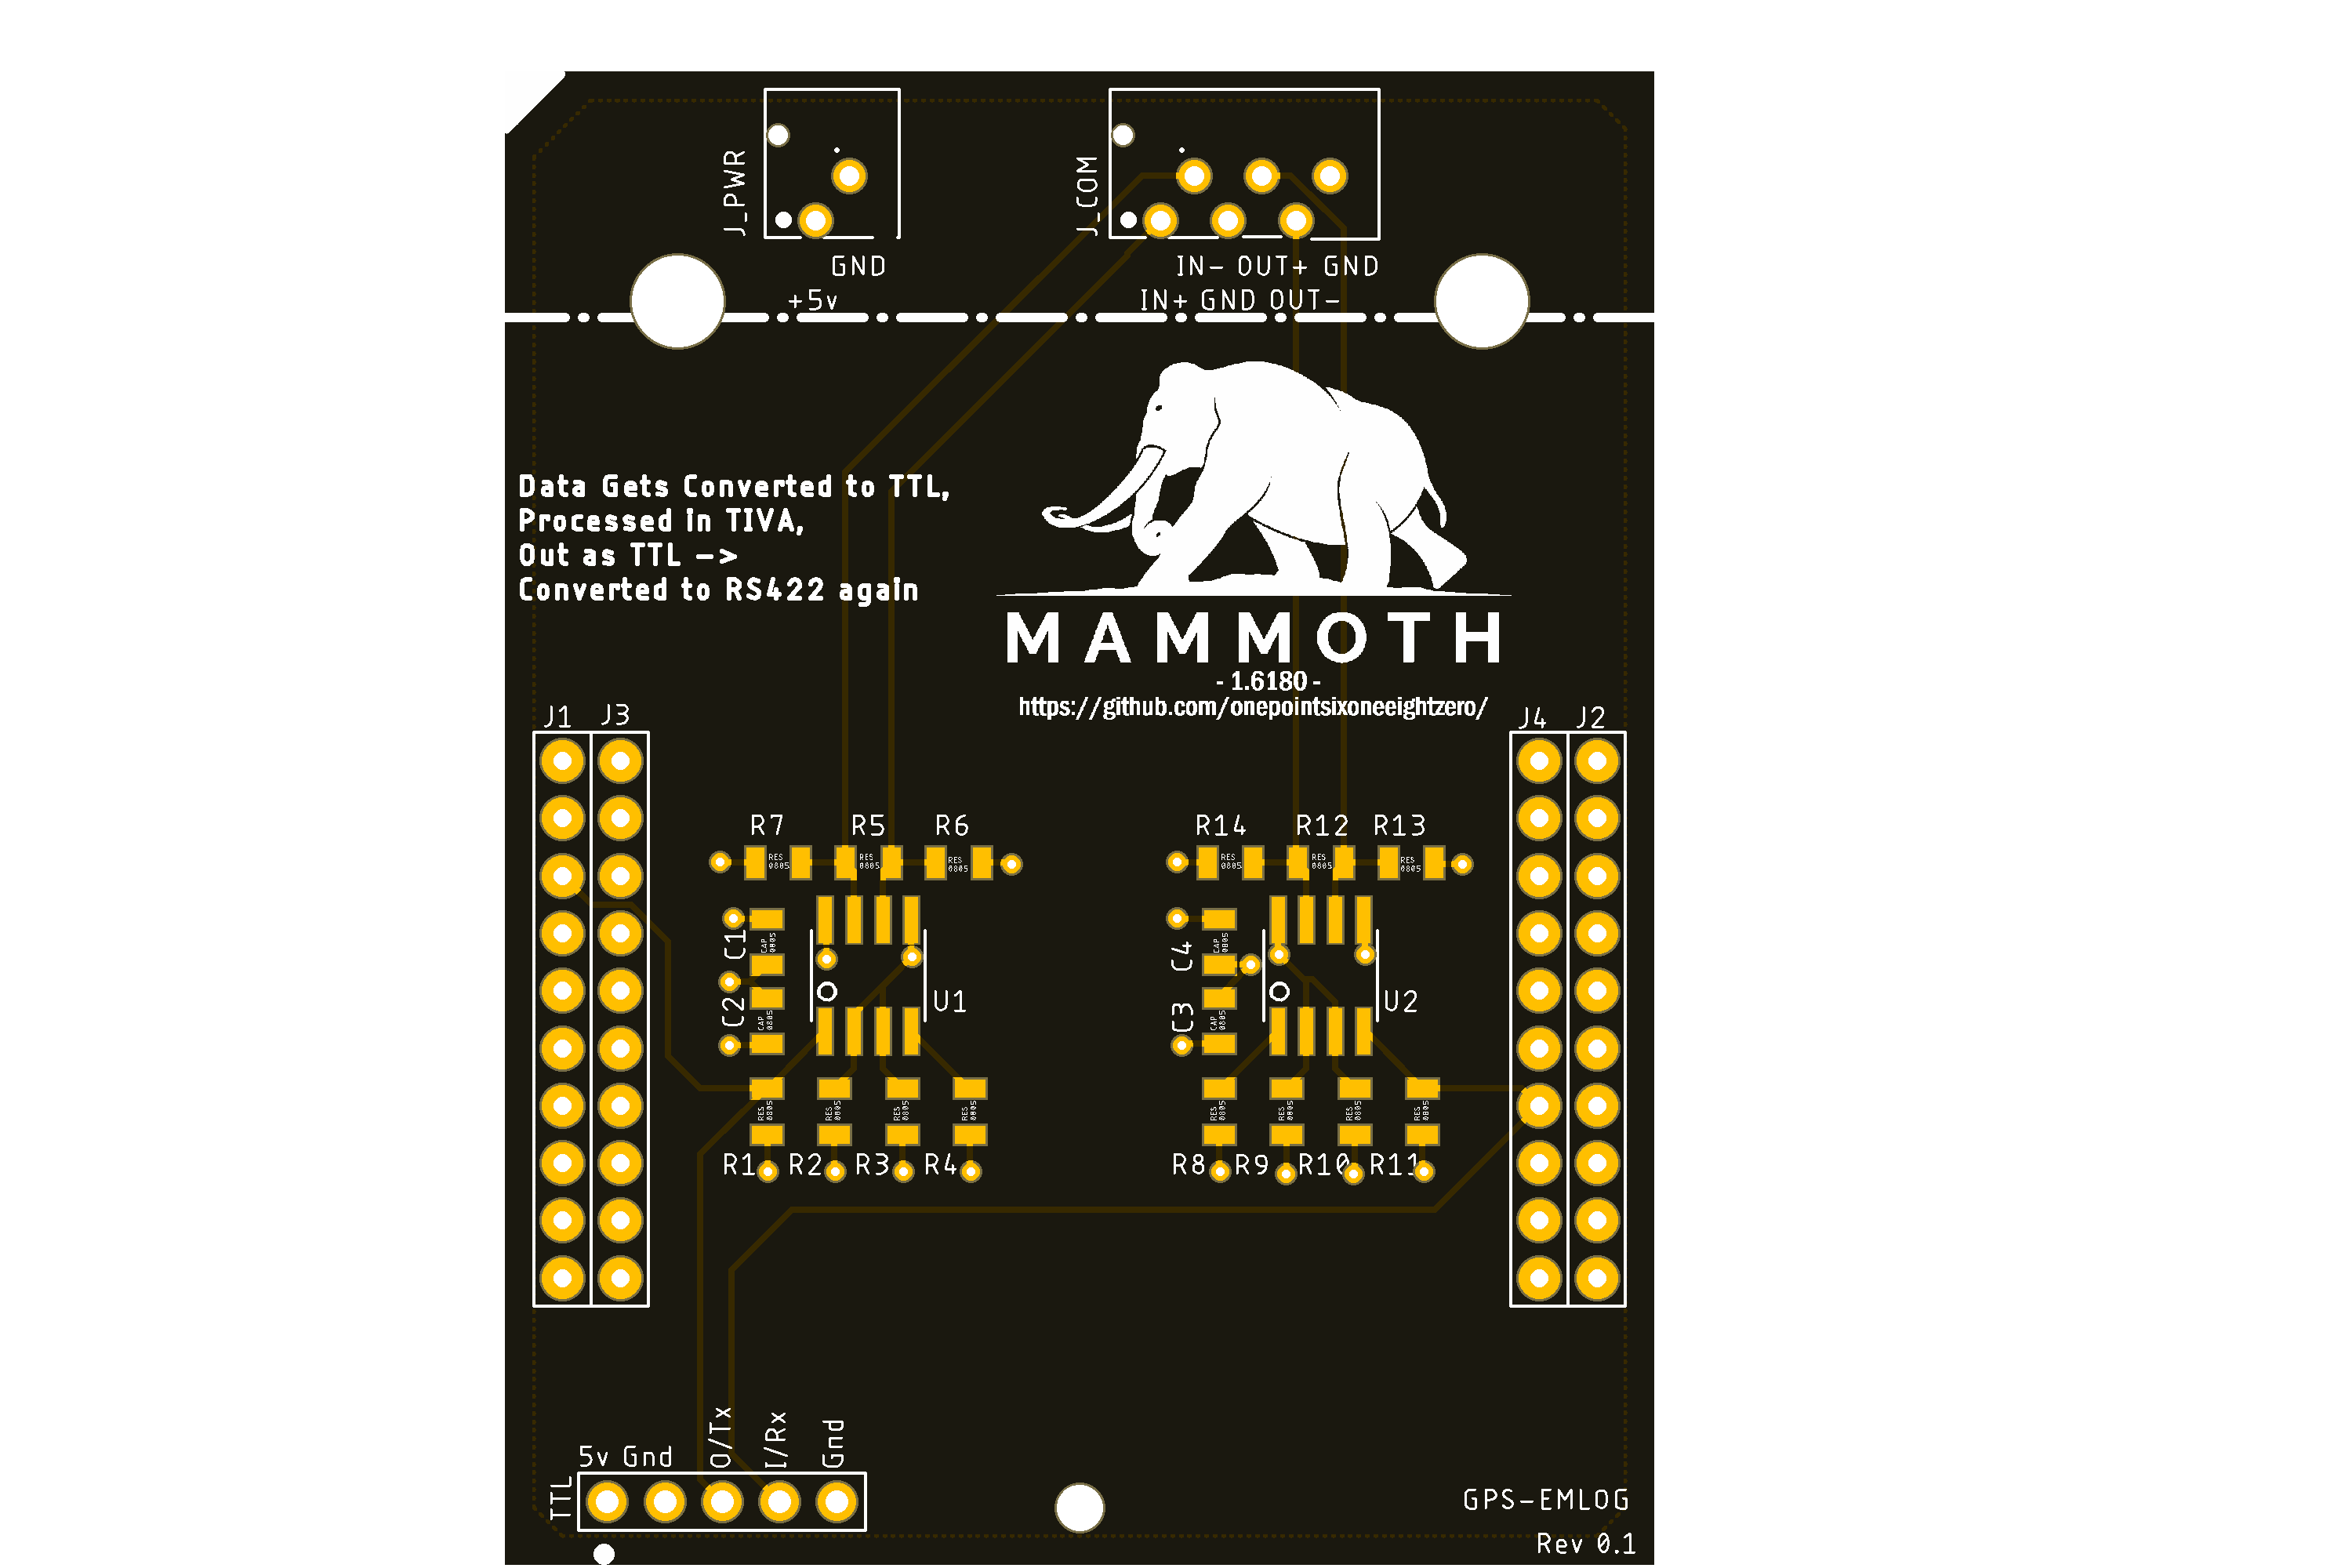 J_PWR
J_COM
GND
+5v
IN- OUT+ GND
IN+ GND OUT-
Data Gets Converted to TTL,
Processed in TIVA,
Out as TTL ->
Converted to RS422 again
MAMMOTH
- 1.6180 -
https://github.com/onepointsixoneeightzero/
J1 J3
J4 J2
R7 R5 R6
RES 0805
RES 0805
RES 0805
R14 R12 R13
RES 0805
RES 0805
RES 0805
C1
CAP 0805
C2
CAP 0805
U1
C4
CAP 0805
C3
CAP 0805
U2
RES 0805
RES 0805
RES 0805
RES 0805
R1 R2 R3 R4
RES 0805
RES 0805
RES 0805
RES 0805
R8 R9 R10 R11
5v Gnd O/Tx I/Rx Gnd
TTL
GPS-EMLOG
Rev 0.1